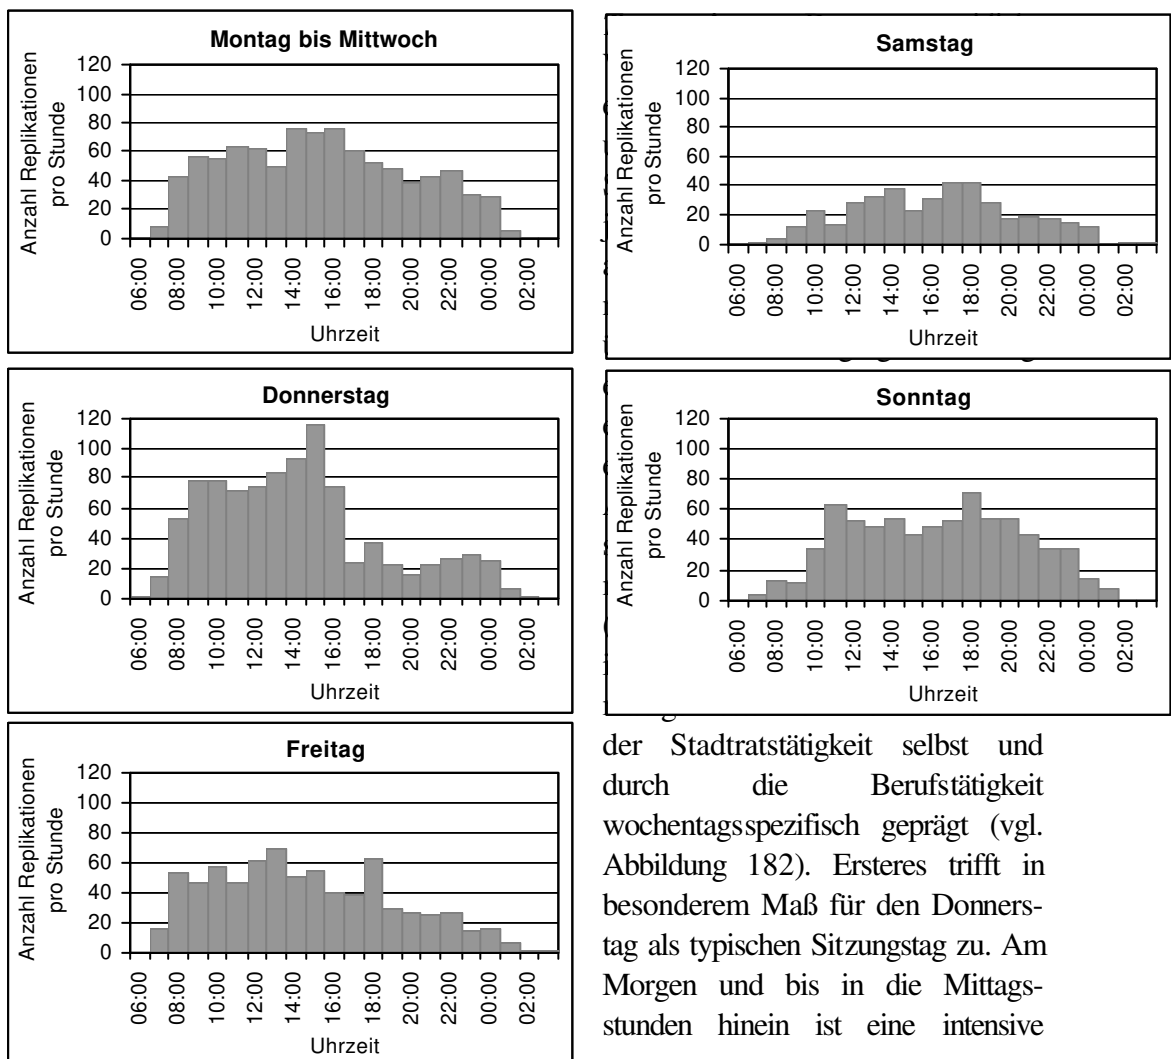 Montag bis Mittwoch
Anzahl Replikationen
pro Stunde
120
100
80
60
40
20
0
06:00 08:00 10:00 12:00 14:00 16:00 18:00 20:00 22:00 00:00 02:00
Uhrzeit
Donnerstag
Anzahl Replikationen
pro Stunde
120
100
80
60
40
20
0
06:00 08:00 10:00 12:00 14:00 16:00 18:00 20:00 22:00 00:00 02:00
Uhrzeit
Freitag
Anzahl Replikationen
pro Stunde
120
100
80
60
40
20
0
06:00 08:00 10:00 12:00 14:00 16:00 18:00 20:00 22:00 00:00 02:00
Uhrzeit
Samstag
Anzahl Replikationen
pro Stunde
120
100
80
60
40
20
0
06:00 08:00 10:00 12:00 14:00 16:00 18:00 20:00 22:00 00:00 02:00
Uhrzeit
Sonntag
Anzahl Replikationen
pro Stunde
120
100
80
60
40
20
0
06:00 08:00 10:00 12:00 14:00 16:00 18:00 20:00 22:00 00:00 02:00
Uhrzeit
der Stadtratstätigkeit selbst und
durch die Berufstätigkeit
wochentagsspezifisch geprägt (vgl.
Abbildung 182). Ersteres trifft in
besonderem Maß für den Donners-
tag als typischen Sitzungstag zu. Am
Morgen und bis in die Mittags-
stunden hinein ist eine intensive